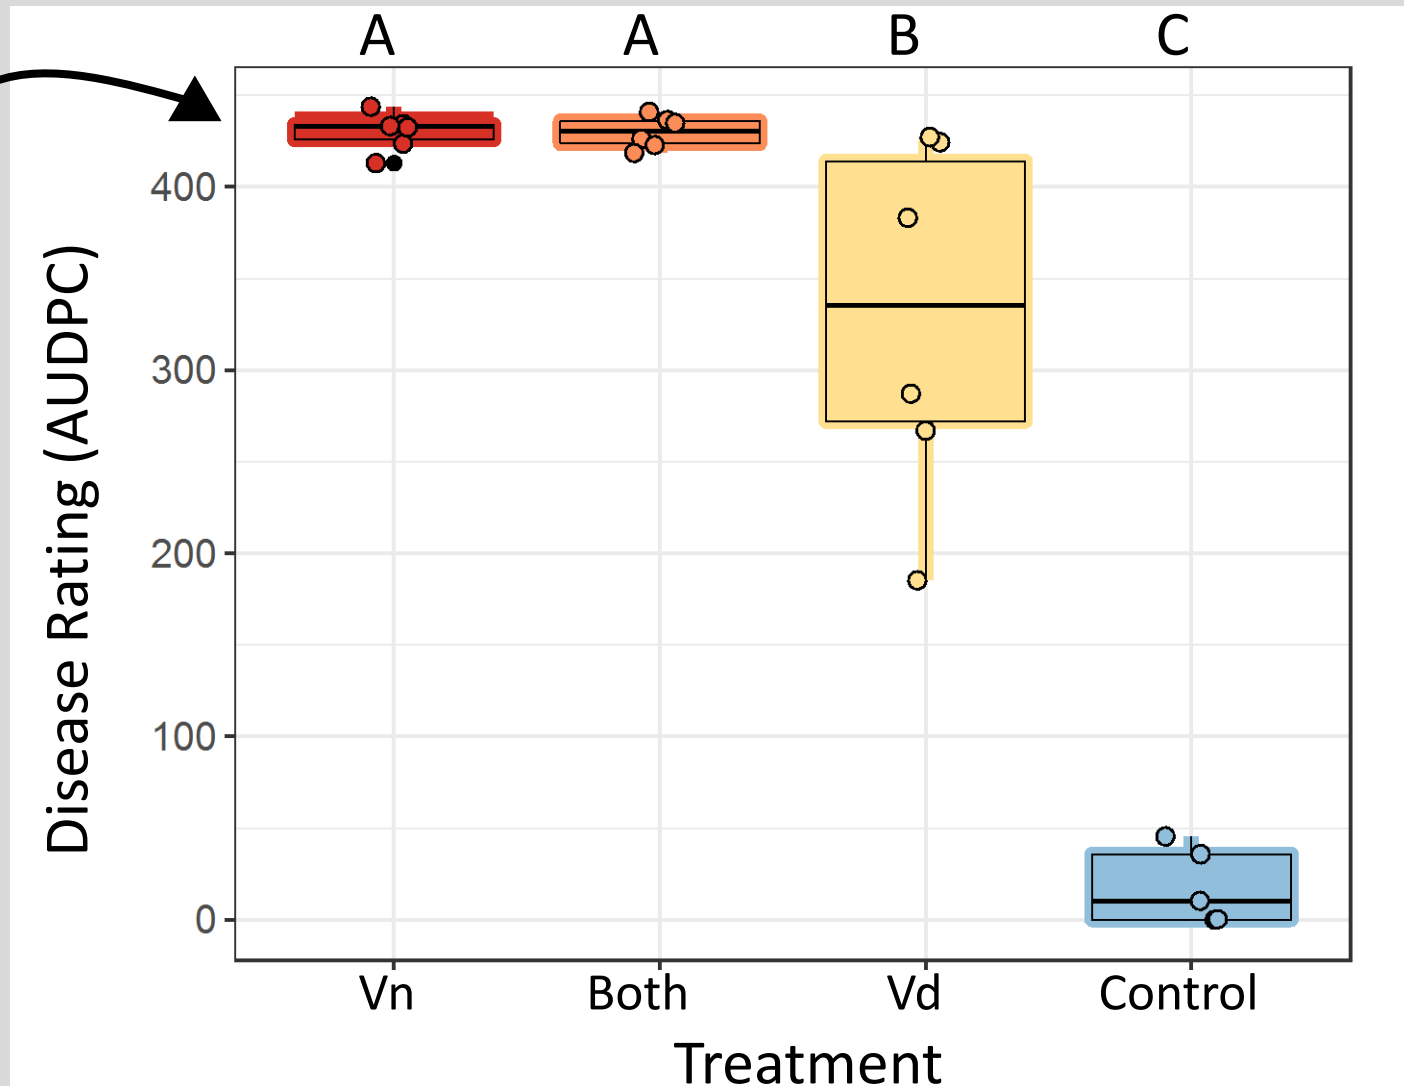 A A B C
Disease Rating (AUDPC)
400
300
200
100
0
Vn Both Vd Control
Treatment